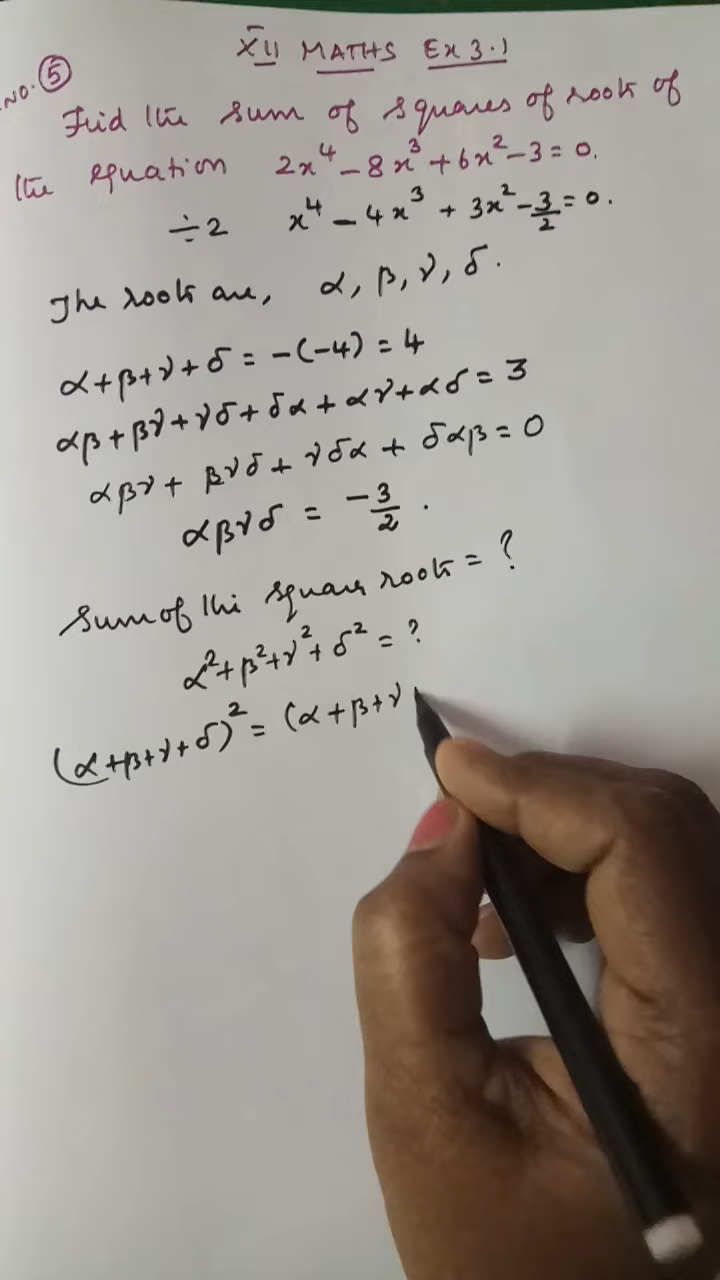 XII MATHS Ex 3.1
NO. 5
Find the sum of squares of root of
the equation 2x⁴ - 8x³ + 6x² - 3 = 0.
÷2 x⁴ - 4x³ + 3x² - 3/2 = 0.
The roots are, α, β, γ, δ.
α+β+γ+δ = -(-4) = 4
αβ+βγ+γδ+δα+αγ+αδ = 3
αβγ + βγδ + γδα + δαβ = 0
αβγδ = -3/2.
Sum of the square roots = ?
α²+β²+γ²+δ² = ?
(α+β+γ+δ)² = (α+β+γ